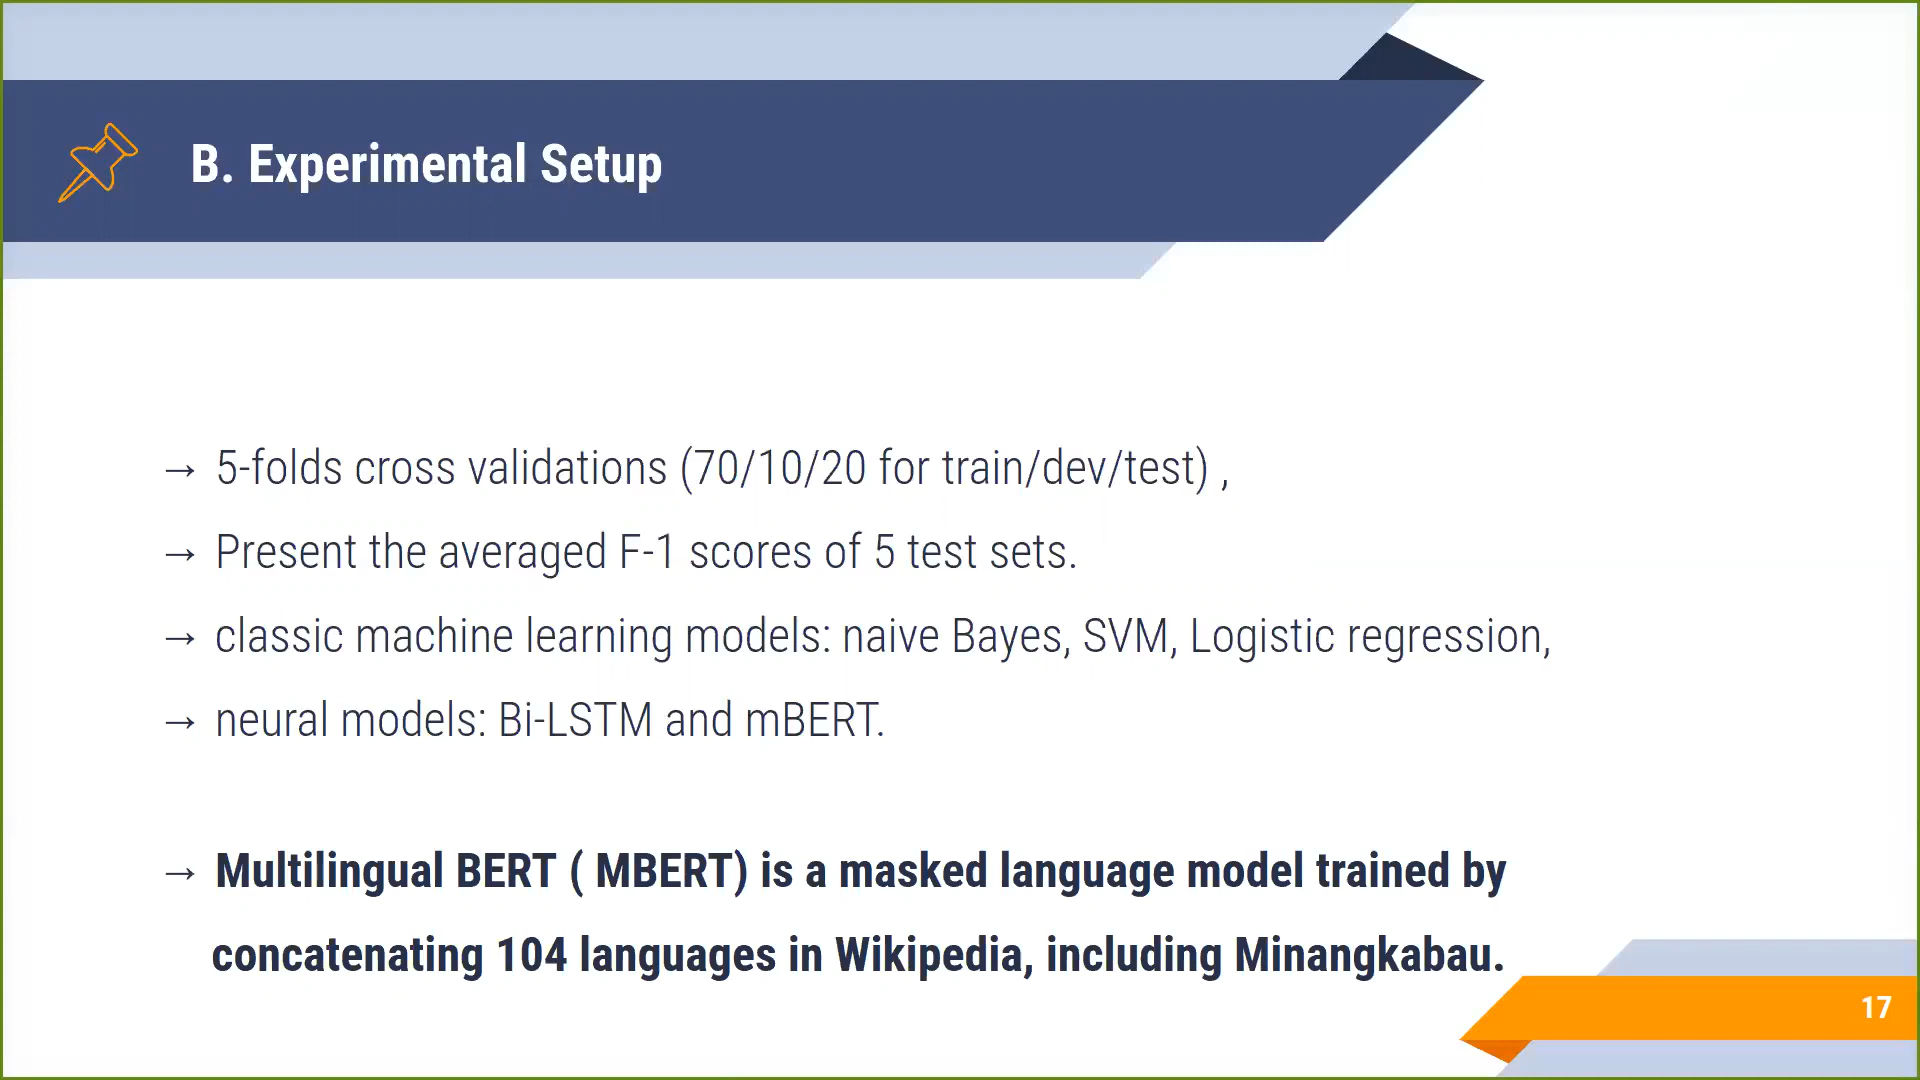 B. Experimental Setup
→ 5-folds cross validations (70/10/20 for train/dev/test) ,
→ Present the averaged F-1 scores of 5 test sets.
→ classic machine learning models: naive Bayes, SVM, Logistic regression,
→ neural models: Bi-LSTM and mBERT.
→ Multilingual BERT ( MBERT) is a masked language model trained by
concatenating 104 languages in Wikipedia, including Minangkabau.
17